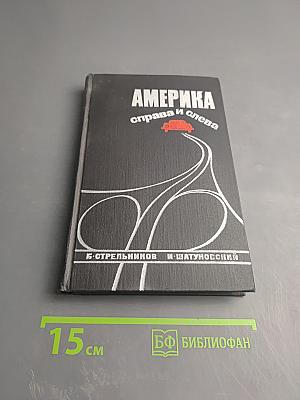 АМЕРИКА
справа и слева
Б·СТРЕЛЬНИКОВ И·ШАТУНОВСКИЙ
15 см
БФ БИБЛИОФАН